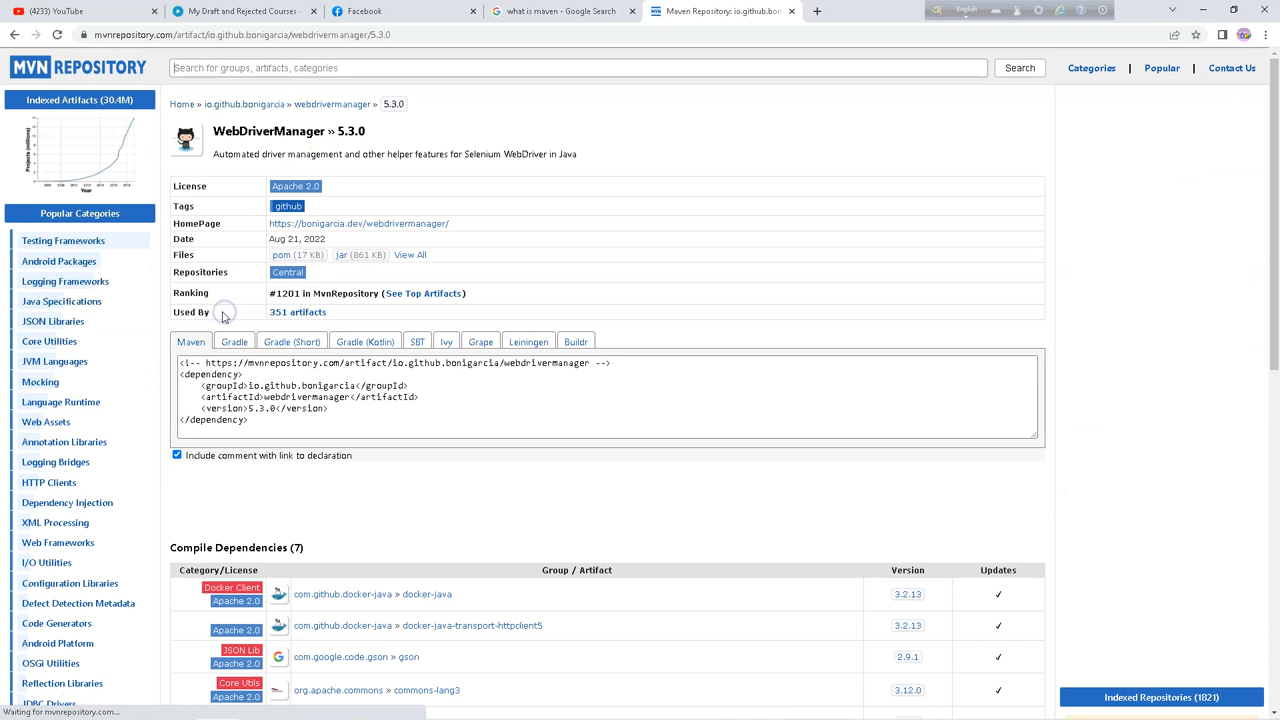 (24) YouTube
My Draft and Rejected Courses -
Facebook
what is maven - Google Search
Maven Repository: io.github.boni
English
mvnrepository.com/artifact/io.github.bonigarcia/webdrivermanager/5.3.0
MVNREPOSITORY
Search for groups, artifacts, categories
Search
Categories | Popular | Contact Us
Indexed Artifacts (30.4M)
Projects (millions)
Year
Popular Categories
Testing Frameworks
Android Packages
Logging Frameworks
Java Specifications
JSON Libraries
Core Utilities
JVM Languages
Mocking
Language Runtime
Web Assets
Annotation Libraries
Logging Bridges
HTTP Clients
Dependency Injection
XML Processing
Web Frameworks
I/O Utilities
Configuration Libraries
Defect Detection Metadata
Code Generators
Android Platform
OSGi Utilities
Reflection Libraries
JDBC Drivers
Home » io.github.bonigarcia » webdrivermanager » 5.3.0
WebDriverManager » 5.3.0
Automated driver management and other helper features for Selenium WebDriver in Java
License Apache 2.0
Tags github
HomePage https://bonigarcia.dev/webdrivermanager/
Date Aug 21, 2022
Files pom (17 KB) jar (861 KB) View All
Repositories Central
Ranking #1201 in MvnRepository (See Top Artifacts)
Used By 351 artifacts
Maven Gradle Gradle (Short) Gradle (Kotlin) SBT Ivy Grape Leiningen Buildr
<!-- https://mvnrepository.com/artifact/io.github.bonigarcia/webdrivermanager -->
<dependency>
<groupId>io.github.bonigarcia</groupId>
<artifactId>webdrivermanager</artifactId>
<version>5.3.0</version>
</dependency>
Include comment with link to declaration
Compile Dependencies (7)
Category/License Group / Artifact Version Updates
Docker Client
Apache 2.0 com.github.docker-java » docker-java 3.2.13 ✓
Apache 2.0 com.github.docker-java » docker-java-transport-httpclient5 3.2.13 ✓
JSON Lib
Apache 2.0 com.google.code.gson » gson 2.9.1 ✓
Core Utils
Apache 2.0 org.apache.commons » commons-lang3 3.12.0 ✓
Indexed Repositories (1821)
Waiting for mvnrepository.com...